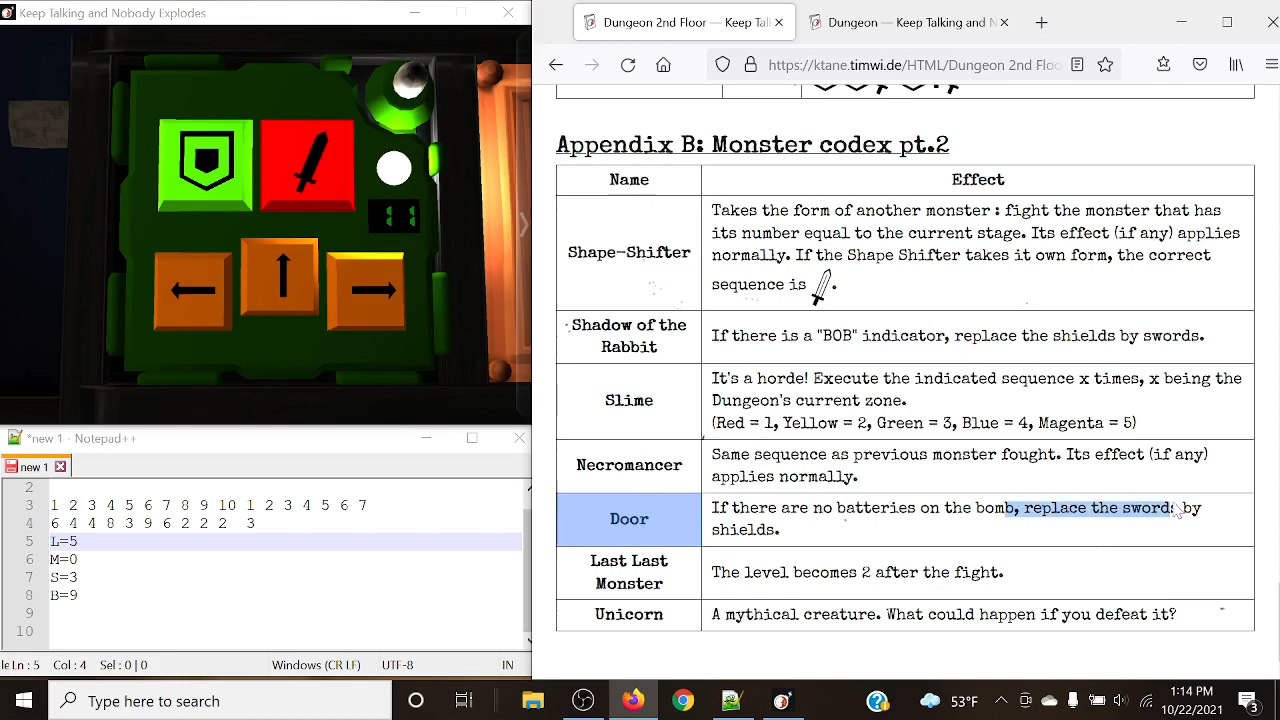 Keep Talking and Nobody Explodes
11
*new 1 - Notepad++
new 1
2
3 1 2 3 4 5 6 7 8 9 10 1 2 3 4 5 6 7
4 6 4 4 8 3 9 6 2 2 2 3
5 L=5
6 M=0
7 S=3
8 B=9
9
10
Ln : 5 Col : 4 Sel : 0 | 0 Windows (CR LF) UTF-8 IN
Dungeon 2nd Floor — Keep Talki
Dungeon — Keep Talking and N
https://ktane.timwi.de/HTML/Dungeon 2nd Floo
Appendix B: Monster codex pt.2
Name Effect
Shape-Shifter
Takes the form of another monster : fight the monster that has
its number equal to the current stage. Its effect (if any) applies
normally. If the Shape Shifter takes it own form, the correct
sequence is .
Shadow of the
Rabbit
If there is a "BOB" indicator, replace the shields by swords.
Slime
It's a horde! Execute the indicated sequence x times, x being the
Dungeon's current zone.
(Red = 1, Yellow = 2, Green = 3, Blue = 4, Magenta = 5)
Necromancer
Same sequence as previous monster fought. Its effect (if any)
applies normally.
Door
If there are no batteries on the bomb, replace the swords by
shields.
Last Last
Monster
The level becomes 2 after the fight.
Unicorn
A mythical creature. What could happen if you defeat it?
Type here to search
53°F
1:14 PM
10/22/2021
3